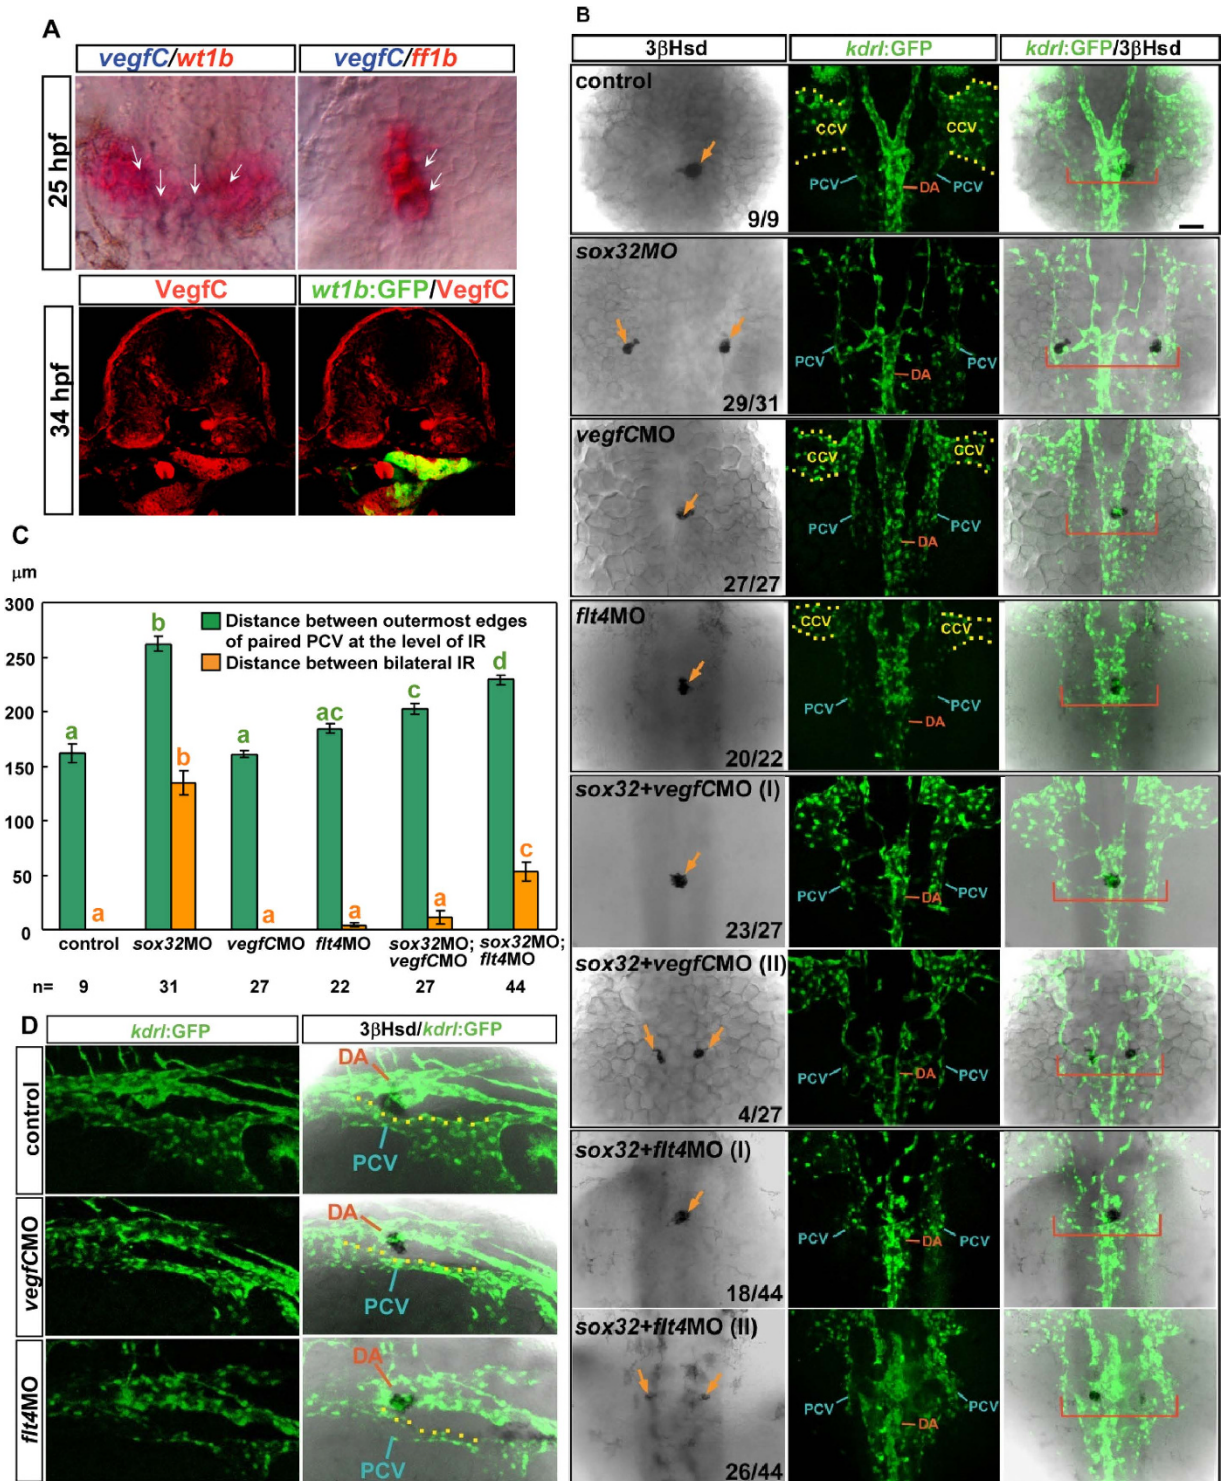 A
vegfC/wt1b
vegfC/ff1b
25 hpf
VegfC
wt1b:GFP/VegfC
34 hpf
B
3βHsd
kdrl:GFP
kdrl:GFP/3βHsd
control
CCV
CCV
PCV
DA
PCV
9/9
sox32MO
PCV
DA
PCV
29/31
vegfCMO
CCV
CCV
PCV
PCV
DA
27/27
flt4MO
CCV
CCV
PCV
PCV
DA
20/22
sox32+vegfCMO (I)
PCV
DA
PCV
23/27
sox32+vegfCMO (II)
PCV
DA
PCV
4/27
sox32+flt4MO (I)
PCV
DA
PCV
18/44
sox32+flt4MO (II)
PCV
PCV
DA
26/44
C
μm
300
250
200
150
100
50
0
Distance between outermost edges
of paired PCV at the level of IR
Distance between bilateral IR
a
a
b
b
a
a
ac
a
c
a
d
c
control
sox32MO
vegfCMO
flt4MO
sox32MO;
vegfCMO
sox32MO;
flt4MO
n= 9 31 27 22 27 44
D
kdrl:GFP
3βHsd/kdrl:GFP
control
DA
PCV
vegfCMO
DA
PCV
flt4MO
DA
PCV